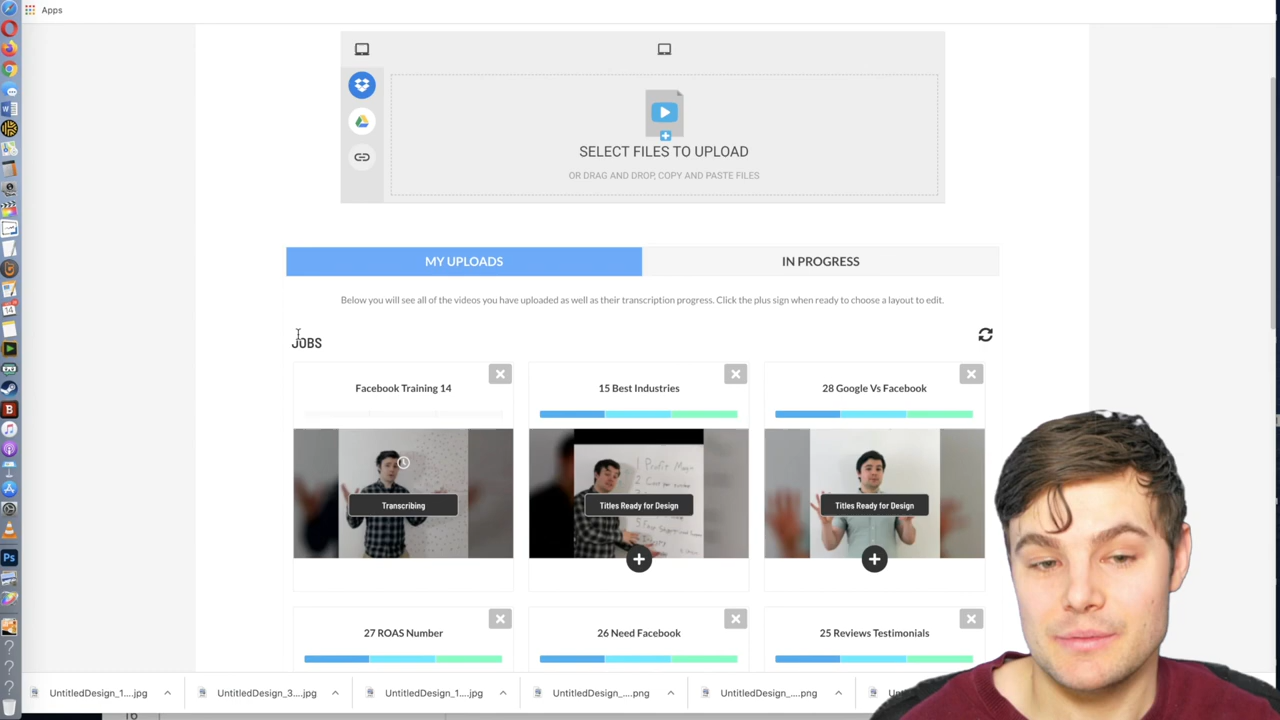 Apps
SELECT FILES TO UPLOAD
OR DRAG AND DROP, COPY AND PASTE FILES
MY UPLOADS
IN PROGRESS
Below you will see all of the videos you have uploaded as well as their transcription progress. Click the plus sign when ready to choose a layout to edit.
JOBS
Facebook Training 14
15 Best Industries
28 Google Vs Facebook
Transcribing
Titles Ready for Design
Titles Ready for Design
27 ROAS Number
26 Need Facebook
25 Reviews Testimonials
UntitledDesign_1....jpg
UntitledDesign_3....jpg
UntitledDesign_1....jpg
UntitledDesign_....png
UntitledDesign_....png
16